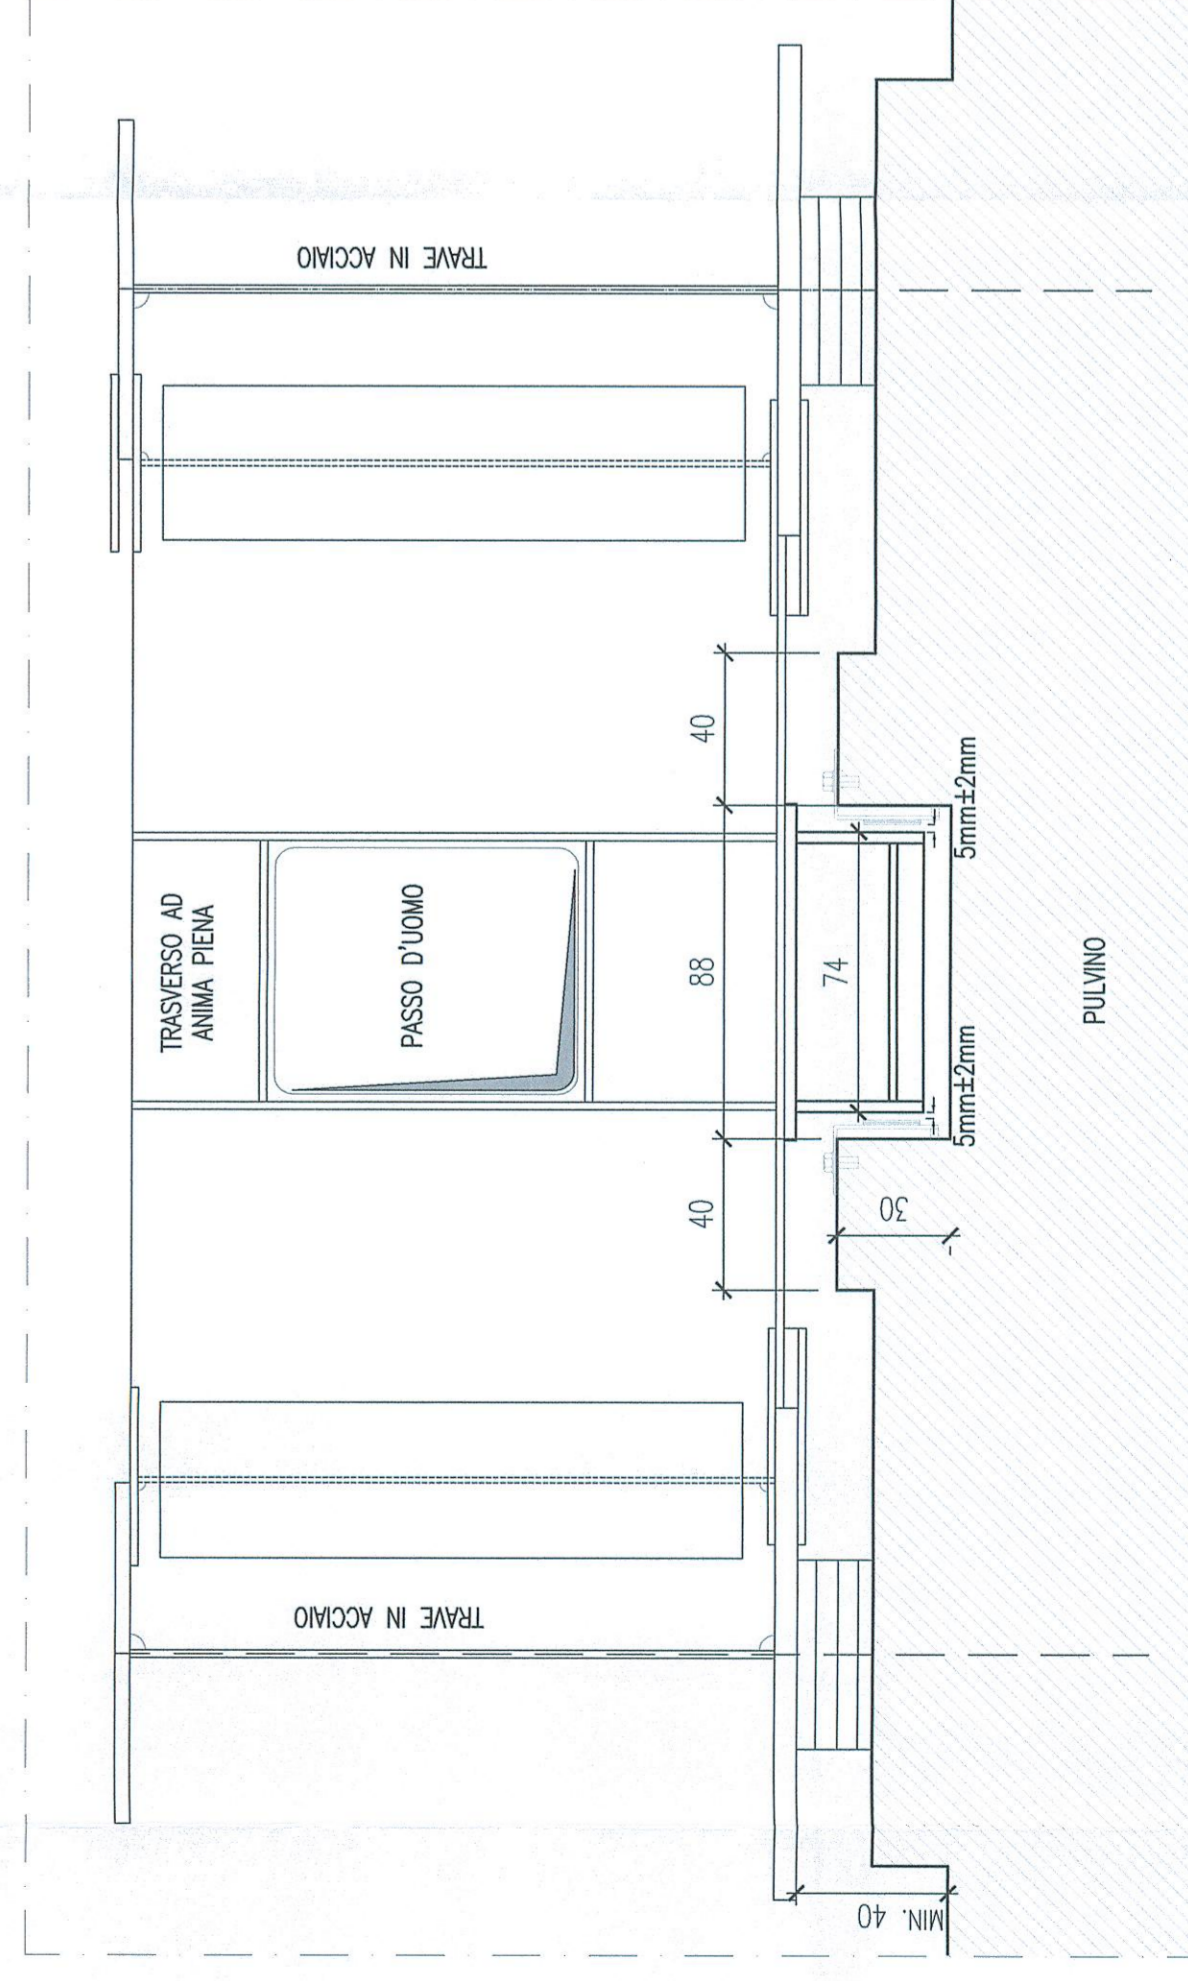 TRAVE IN ACCIAIO
TRASVERSO AD
ANIMA PIENA
PASSO D'UOMO
TRAVE IN ACCIAIO
40
88
40
74
5mm±2mm
5mm±2mm
30
MIN. 40
PULVINO